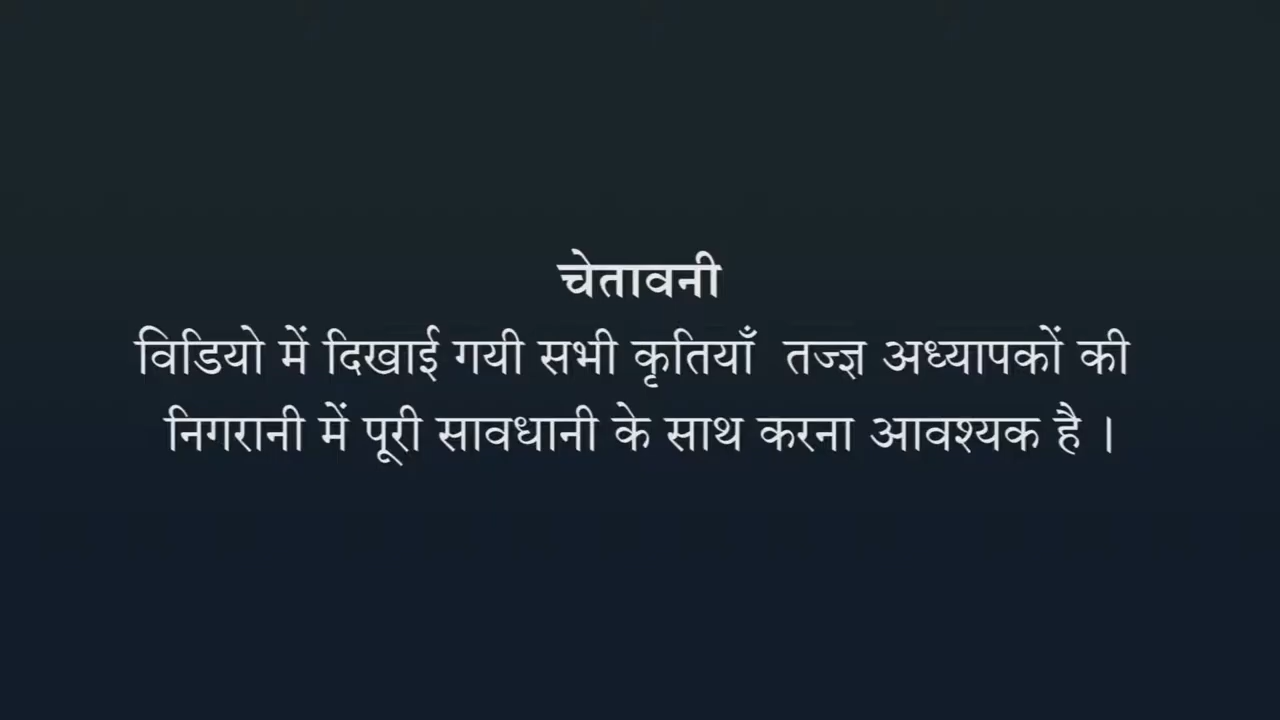 चेतावनी
विडियो में दिखाई गयी सभी कृतियाँ तज्ज्ञ अध्यापकों की
निगरानी में पूरी सावधानी के साथ करना आवश्यक है ।